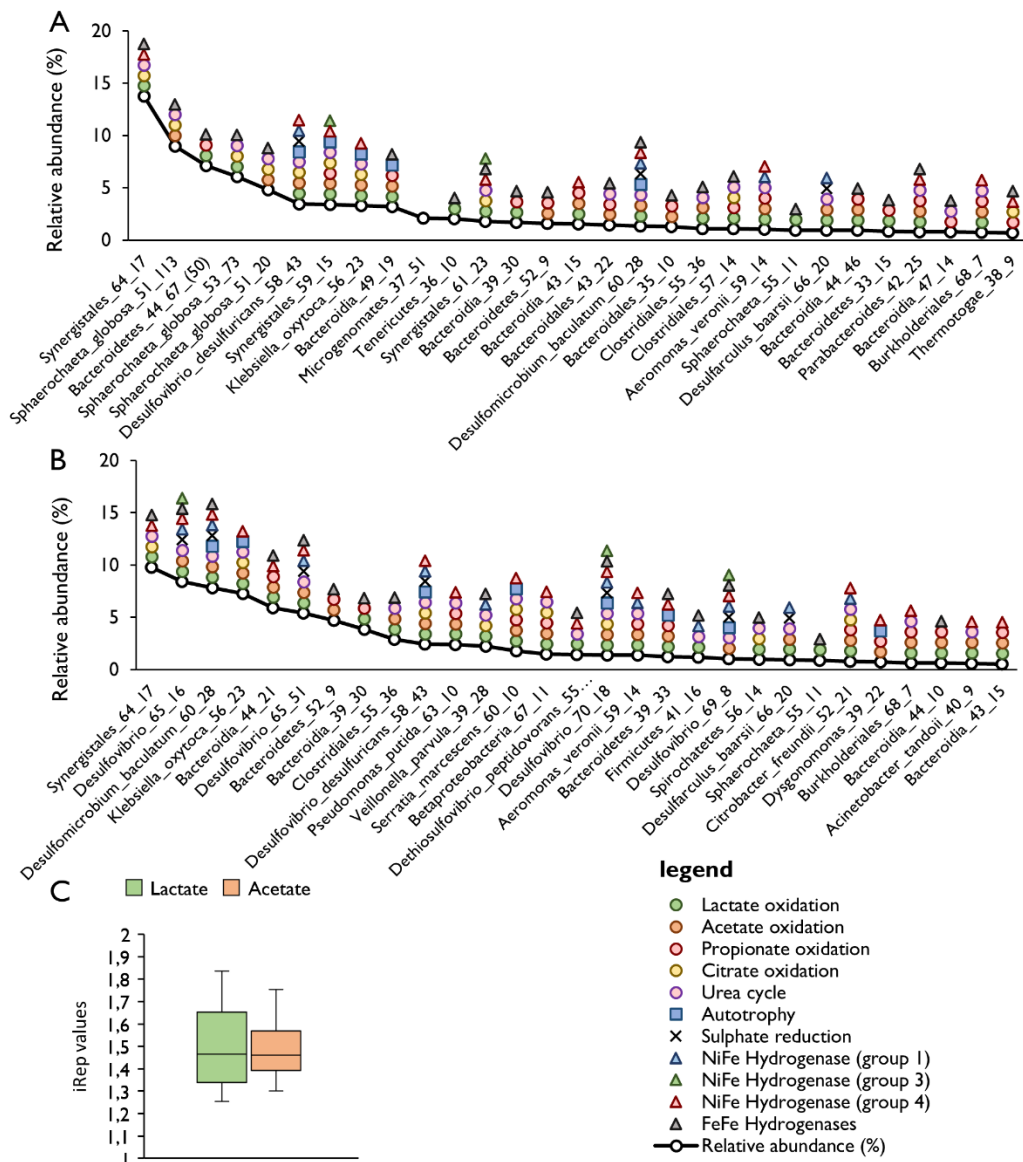 A
Relative abundance (%)
20
15
10
5
0
Synergistales_64_17
Sphaerochaeta_globosa_51_113
Bacteroidetes_44_67 (50)
Sphaerochaeta_globosa_53_73
Sphaerochaeta_globosa_51_20
Desulfovibrio_desulfuricans_58_43
Synergistales_59_15
Klebsiella_oxytoca_56_23
Bacteroidia_49_19
Microgenomates_37_51
Tenericutes_36_10
Synergistales_61_23
Bacteroidia_39_30
Bacteroidetes_52_9
Bacteroidia_43_15
Bacteroidales_43_22
Desulfomicrobium_baculatum_60_28
Bacteroidales_35_10
Clostridiales_55_36
Clostridiales_57_14
Aeromonas_veronii_59_14
Sphaerochaeta_55_11
Desulfarculus_baarsii_66_20
Bacteroidia_44_46
Bacteroidetes_33_15
Parabacteroides_42_25
Bacteroidia_47_14
Burkholderiales_68_7
Thermotogae_38_9
B
Relative abundance (%)
20
15
10
5
0
Synergistales_64_17
Desulfovibrio_65_16
Desulfomicrobium_baculatum_60_28
Klebsiella_oxytoca_56_23
Bacteroidia_44_21
Desulfovibrio_65_51
Bacteroidetes_52_9
Bacteroidia_39_30
Clostridiales_55_36
Desulfovibrio_desulfuricans_58_43
Pseudomonas_putida_63_10
Veillonella_parvula_39_28
Serratia_marcescens_60_10
Betaproteobacteria_67_11
Dethiosulfovibrio_peptidovorans_55...
Desulfovibrio_70_18
Aeromonas_veronii_59_14
Bacteroidetes_39_33
Firmicutes_41_16
Desulfovibrio_69_8
Spirochaetates_56_14
Desulfarculus_baarsii_66_20
Sphaerochaeta_55_11
Citrobacter_freundii_52_21
Dysgonomonas_39_22
Burkholderiales_68_7
Bacteroidia_44_10
Acinetobacter_tandoii_40_9
Bacteroidia_43_15
C
Lactate
Acetate
iRep values
2
1,9
1,8
1,7
1,6
1,5
1,4
1,3
1,2
1,1
1
legend
Lactate oxidation
Acetate oxidation
Propionate oxidation
Citrate oxidation
Urea cycle
Autotrophy
Sulphate reduction
NiFe Hydrogenase (group 1)
NiFe Hydrogenase (group 3)
NiFe Hydrogenase (group 4)
FeFe Hydrogenases
Relative abundance (%)